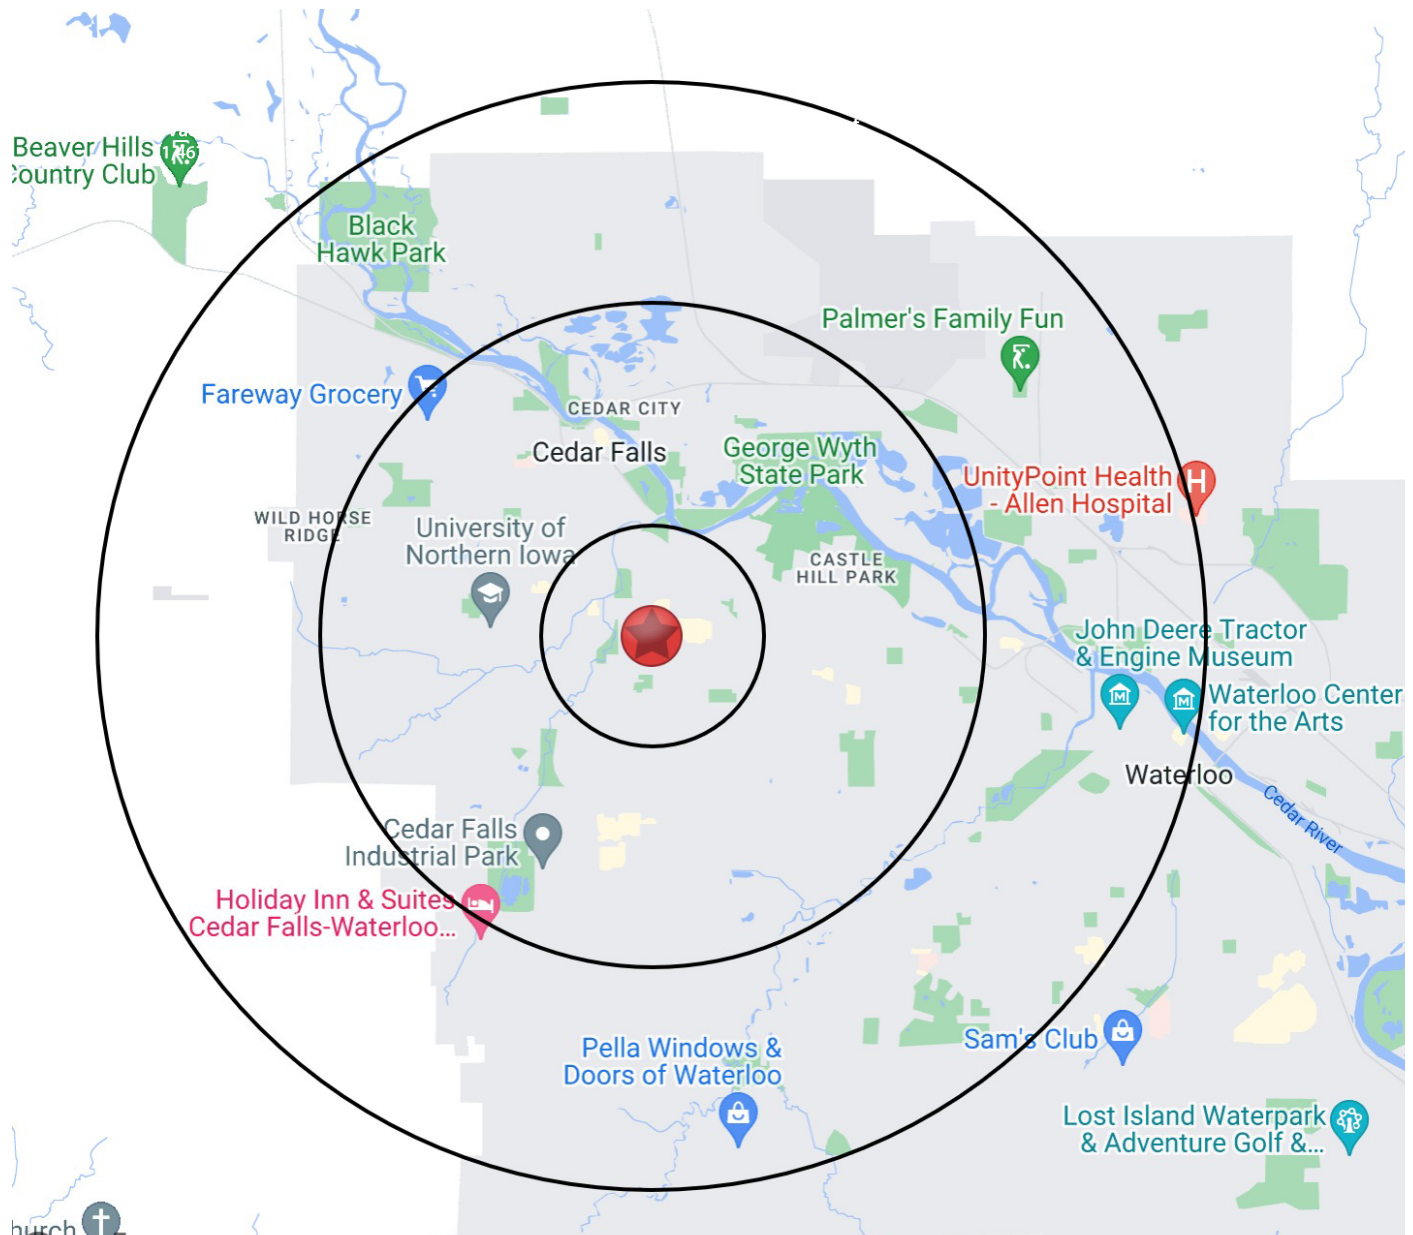 Beaver Hills
Country Club
Black
Hawk Park
Palmer's Family Fun
Fareway Grocery
CEDAR CITY
Cedar Falls
George Wyth
State Park
UnityPoint Health
- Allen Hospital
H
WILD HORSE
RIDGE
University of
Northern Iowa
CASTLE
HILL PARK
John Deere Tractor
& Engine Museum
Waterloo Center
for the Arts
Waterloo
Cedar River
Cedar Falls
Industrial Park
Holiday Inn & Suites
Cedar Falls-Waterloo...
Pella Windows &
Doors of Waterloo
Sam's Club
Lost Island Waterpark
& Adventure Golf &...
hurch